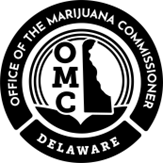 OFFICE OF THE MARIJUANA COMMISSIONER
OMC
DELAWARE